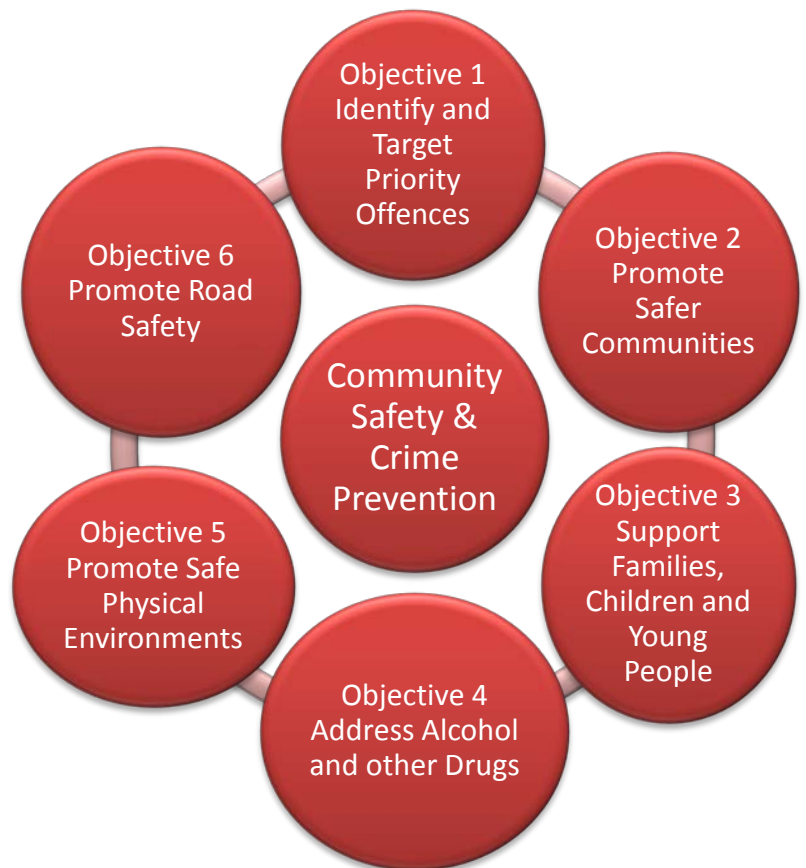 Objective 1
Identify and
Target
Priority
Offences
Objective 2
Promote
Safer
Communities
Objective 3
Support
Families,
Children and
Young
People
Objective 4
Address Alcohol
and other Drugs
Objective 5
Promote Safe
Physical
Environments
Objective 6
Promote Road
Safety
Community
Safety &
Crime
Prevention